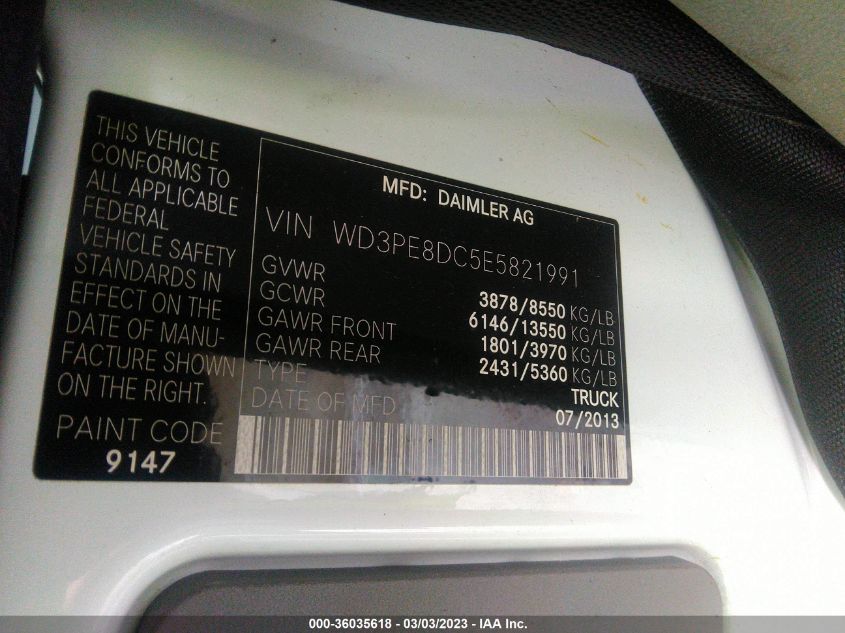 THIS VEHICLE
CONFORMS TO
ALL APPLICABLE
FEDERAL
VEHICLE SAFETY
STANDARDS IN
EFFECT ON THE
DATE OF MANU-
FACTURE SHOWN
ON THE RIGHT.
PAINT CODE
9147
MFD: DAIMLER AG
VIN WD3PE8DC5E5821991
GVWR 3878/8550 KG/LB
GCWR 6146/13550 KG/LB
GAWR FRONT 1801/3970 KG/LB
GAWR REAR 2431/5360 KG/LB
TYPE TRUCK
DATE OF MFD 07/2013
000-36035618 - 03/03/2023 - IAA Inc.